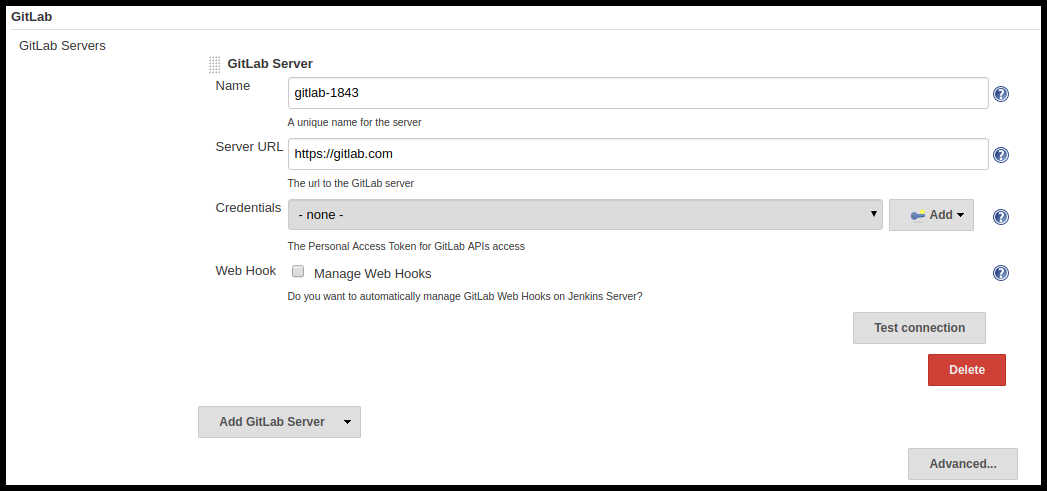 GitLab
GitLab Servers
GitLab Server
Name
gitlab-1843
A unique name for the server
Server URL
https://gitlab.com
The url to the GitLab server
Credentials
- none -
Add
The Personal Access Token for GitLab APIs access
Web Hook
Manage Web Hooks
Do you want to automatically manage GitLab Web Hooks on Jenkins Server?
Test connection
Delete
Add GitLab Server
Advanced...